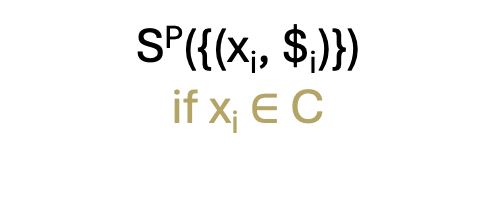 Sᴾ({(xᵢ, $ᵢ)})
if xᵢ ∈ C